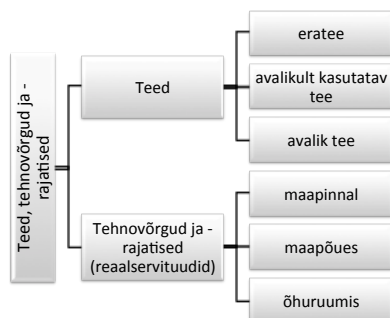 Teed, tehnovõrgud ja -
rajatised
Teed
eratee
avalikult kasutatav
tee
avalik tee
Tehnovõrgud ja -
rajatised
(reaalservituudid)
maapinnal
maapõues
õhuruumis